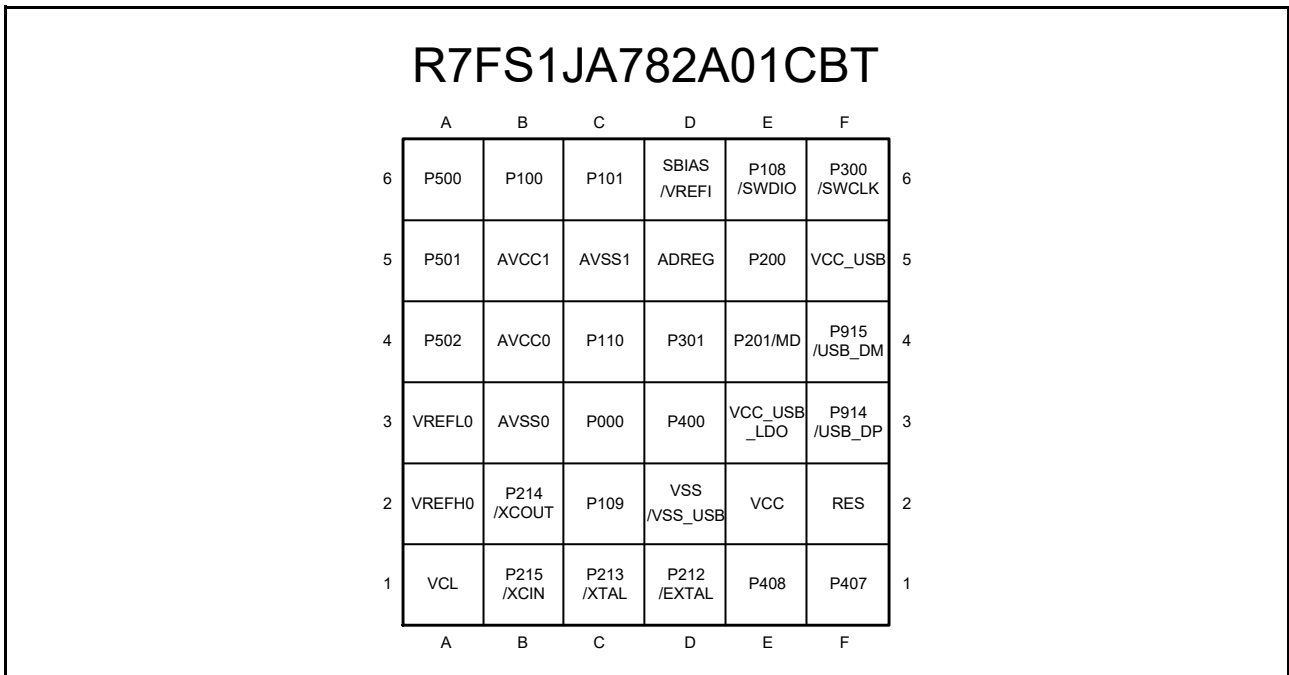 R7FS1JA782A01CBT
A B C D E F
6 P500 P100 P101 SBIAS /VREFI P108 /SWDIO P300 /SWCLK 6
5 P501 AVCC1 AVSS1 ADREG P200 VCC_USB 5
4 P502 AVCC0 P110 P301 P201/MD P915 /USB_DM 4
3 VREFL0 AVSS0 P000 P400 VCC_USB _LDO P914 /USB_DP 3
2 VREFH0 P214 /XCOUT P109 VSS /VSS_USB VCC RES 2
1 VCL P215 /XCIN P213 /XTAL P212 /EXTAL P408 P407 1
A B C D E F